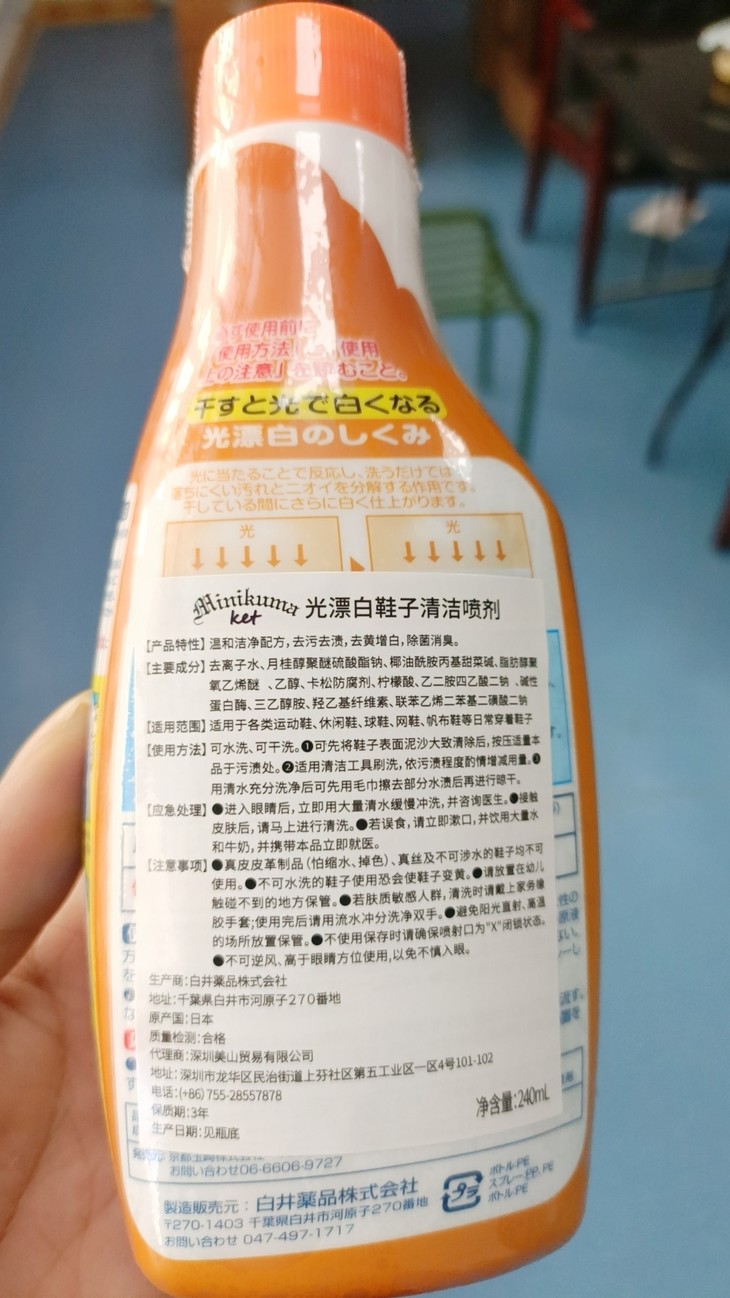 使用前に
使用方法 使用
の注意」を読むこと。
干すと光で白くなる
光漂白のしくみ
光に当たることで反応し、洗うだけでは
落ちにくい汚れとニオイを分解する作用です。
干している間にさらに白く仕上がります。
光 光
Minikuma
ket
光漂白鞋子清洁喷剂
【产品特性】温和洁净配方，去污去渍，去黄增白，除菌消臭。
【主要成分】去离子水、月桂醇聚醚硫酸酯钠、椰油酰胺丙基甜菜碱、脂肪醇聚
氧乙烯醚 、乙醇、卡松防腐剂、柠檬酸、乙二胺四乙酸二钠 、碱性
蛋白酶、三乙醇胺、羟乙基纤维素、联苯乙烯二苯基二磺酸二钠
【适用范围】适用于各类运动鞋、休闲鞋、球鞋、网鞋、帆布鞋等日常穿着鞋子
【使用方法】可水洗、可干洗。❶可先将鞋子表面泥沙大致清除后，按压适量本
品于污渍处。❷适用清洁工具刷洗，依污渍程度酌情增减用量。❸
用清水充分洗净后可先用毛巾擦去部分水渍后再进行晾干。
【应急处理】●进入眼睛后，立即用大量清水缓慢冲洗，并咨询医生。●接触
皮肤后，请马上进行清洗。●若误食，请立即漱口，并饮用大量水
和牛奶，并携带本品立即就医。
【注意事项】●真皮皮革制品（怕缩水、掉色）、真丝及不可涉水的鞋子均不可
使用。●不可水洗的鞋子使用恐会使鞋子变黄。●请放置在幼儿
触碰不到的地方保管。●若肤质敏感人群，清洗时请戴上家务橡
胶手套；使用完后请用流水冲分洗净双手。●避免阳光直射、高温
的场所放置保管。●不使用保存时请确保喷射口为"X"闭锁状态。
●不可逆风、高于眼睛方位使用，以免不慎入眼。
生产商：白井薬品株式会社
地址：千葉県白井市河原子270番地
原产国：日本
质量检测：合格
代理商：深圳美山贸易有限公司
地址：深圳市龙华区民治街道上芬社区第五工业区一区4号101-102
电话：(+86)755-28557878
保质期：3年
生产日期：见瓶底
净含量：240mL
お問い合わせ06-6606-9727
製造販売元：白井薬品株式会社
〒270-1403 千葉県白井市河原子270番地
お問い合わせ 047-497-1717
プラ
ボトル-PE
スプレー-PP、PE
ボトル-PE